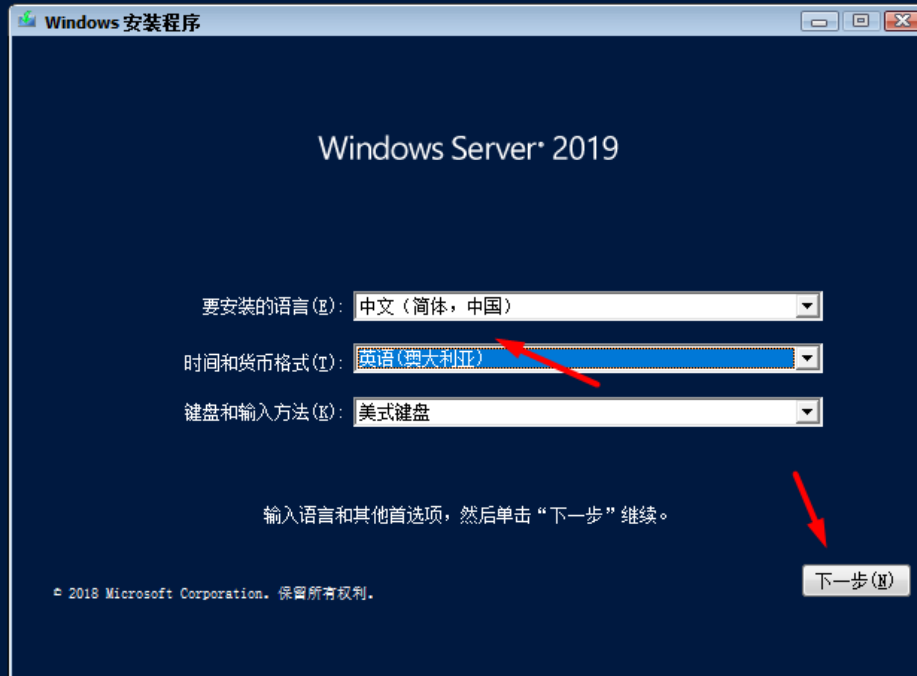 Windows 安装程序
Windows Server 2019
要安装的语言(E): 中文(简体，中国)
时间和货币格式(T): 英语(澳大利亚)
键盘和输入方法(K): 美式键盘
输入语言和其他首选项，然后单击“下一步”继续。
下一步(N)
© 2018 Microsoft Corporation. 保留所有权利.